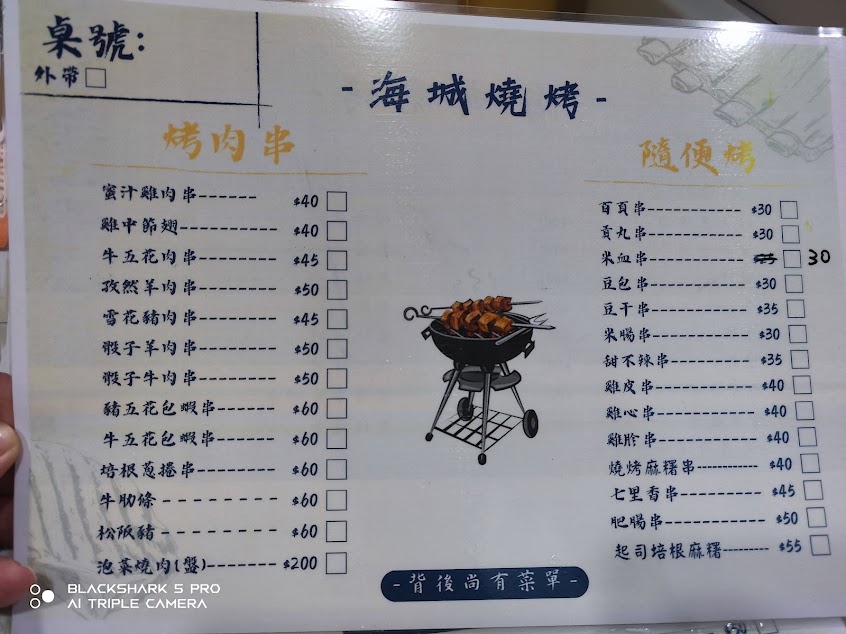 桌號:
外帶
-海城燒烤-
烤肉串
蜜汁雞肉串------- $40
雞中節翅---------- $40
牛五花肉串-------- $45
孜然羊肉串-------- $50
雪花豬肉串-------- $45
骰子羊肉串-------- $50
骰子牛肉串-------- $50
豬五花包蝦串------ $60
牛五花包蝦串------ $60
培根蔥捲串-------- $60
牛肋條--------- $60
松阪豬--------- $60
泡菜燒肉(盤)------- $200
隨便烤
百頁串------------ $30
貢丸串------------ $30
米血串------------ 30
豆包串------------ $30
豆干串------------ $35
米腸串------------ $30
甜不辣串---------- $35
雞皮串------------ $40
雞心串------------ $40
雞胗串------------ $40
燒烤麻糬串------------ $40
七里香串---------- $45
肥腸串------------ $50
起司培根麻糬--------- $55
-背後尚有菜單-
BLACKSHARK 5 PRO
AI TRIPLE CAMERA